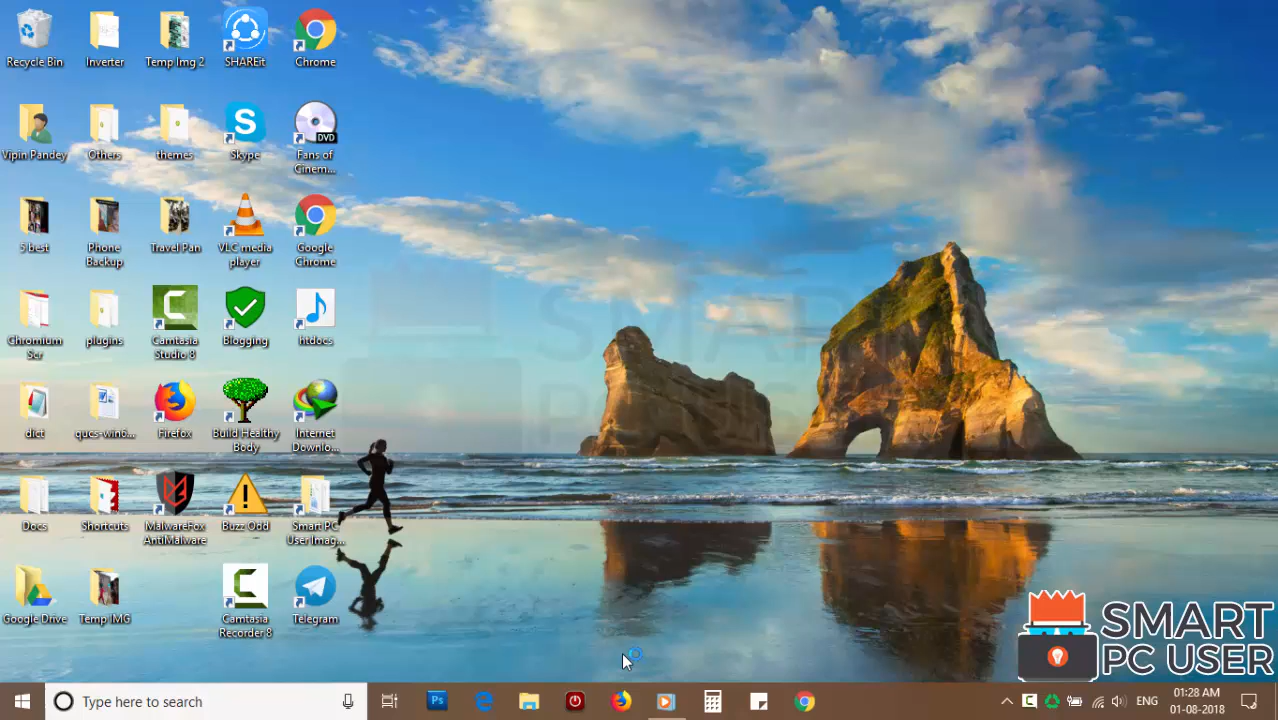 Recycle Bin
Inverter
Temp Img 2
SHAREit
Chrome
Vipin Pandey
Others
themes
Skype
DVD
Fans of
Cinem...
5 best
Phone
Backup
Travel Pan
VLC media
player
Google
Chrome
Chromium
Scr
plugins
Camtasia
Studio 8
Blogging
htdocs
dict
qucs-win6...
Firefox
Build Healthy
Body
Internet
Downlo...
Docs
Shortcuts
MalwareFox
AntiMalware
Buzz Odd
Smart PC
User Imag...
Google Drive
Temp IMG
Camtasia
Recorder 8
Telegram
SMART
PC USER
Type here to search
Ps
ENG
01:28 AM
01-08-2018